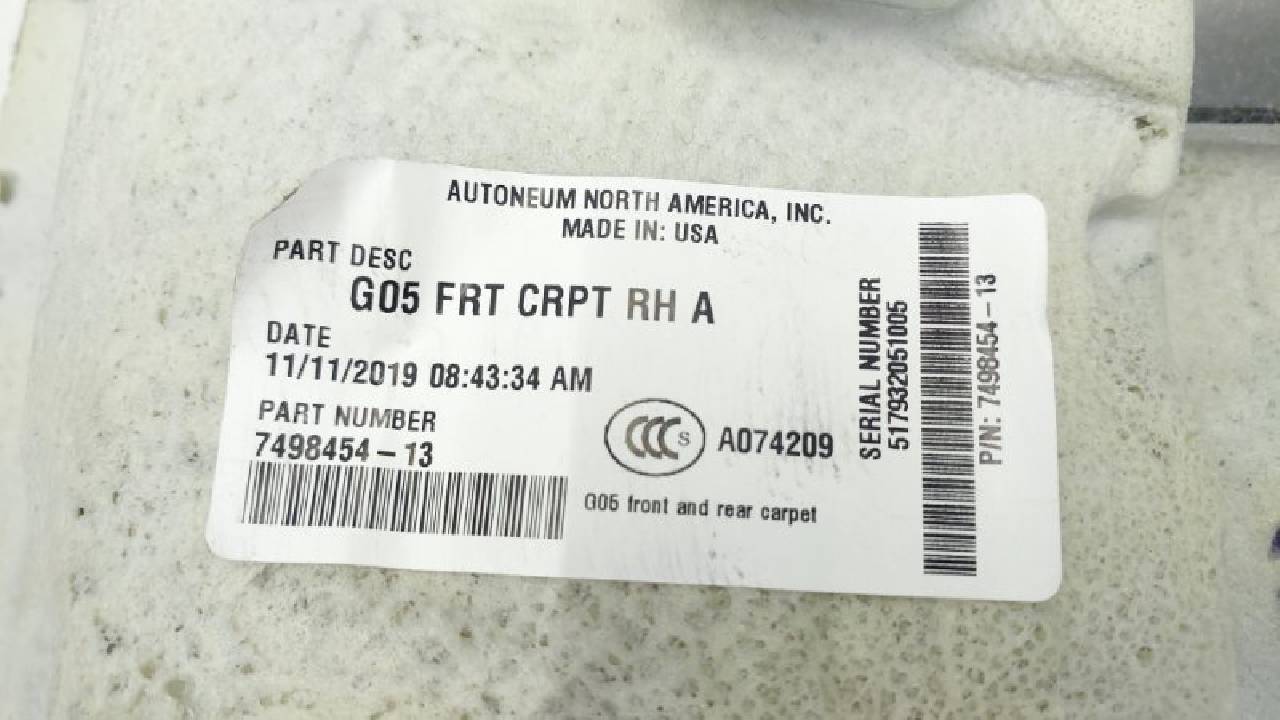 AUTONEUM NORTH AMERICA, INC.
MADE IN: USA
PART DESC
G05 FRT CRPT RH A
DATE
11/11/2019 08:43:34 AM
PART NUMBER
7498454-13
CCC S A074209
G05 front and rear carpet
SERIAL NUMBER
517932051005
P/N: 7498454-13